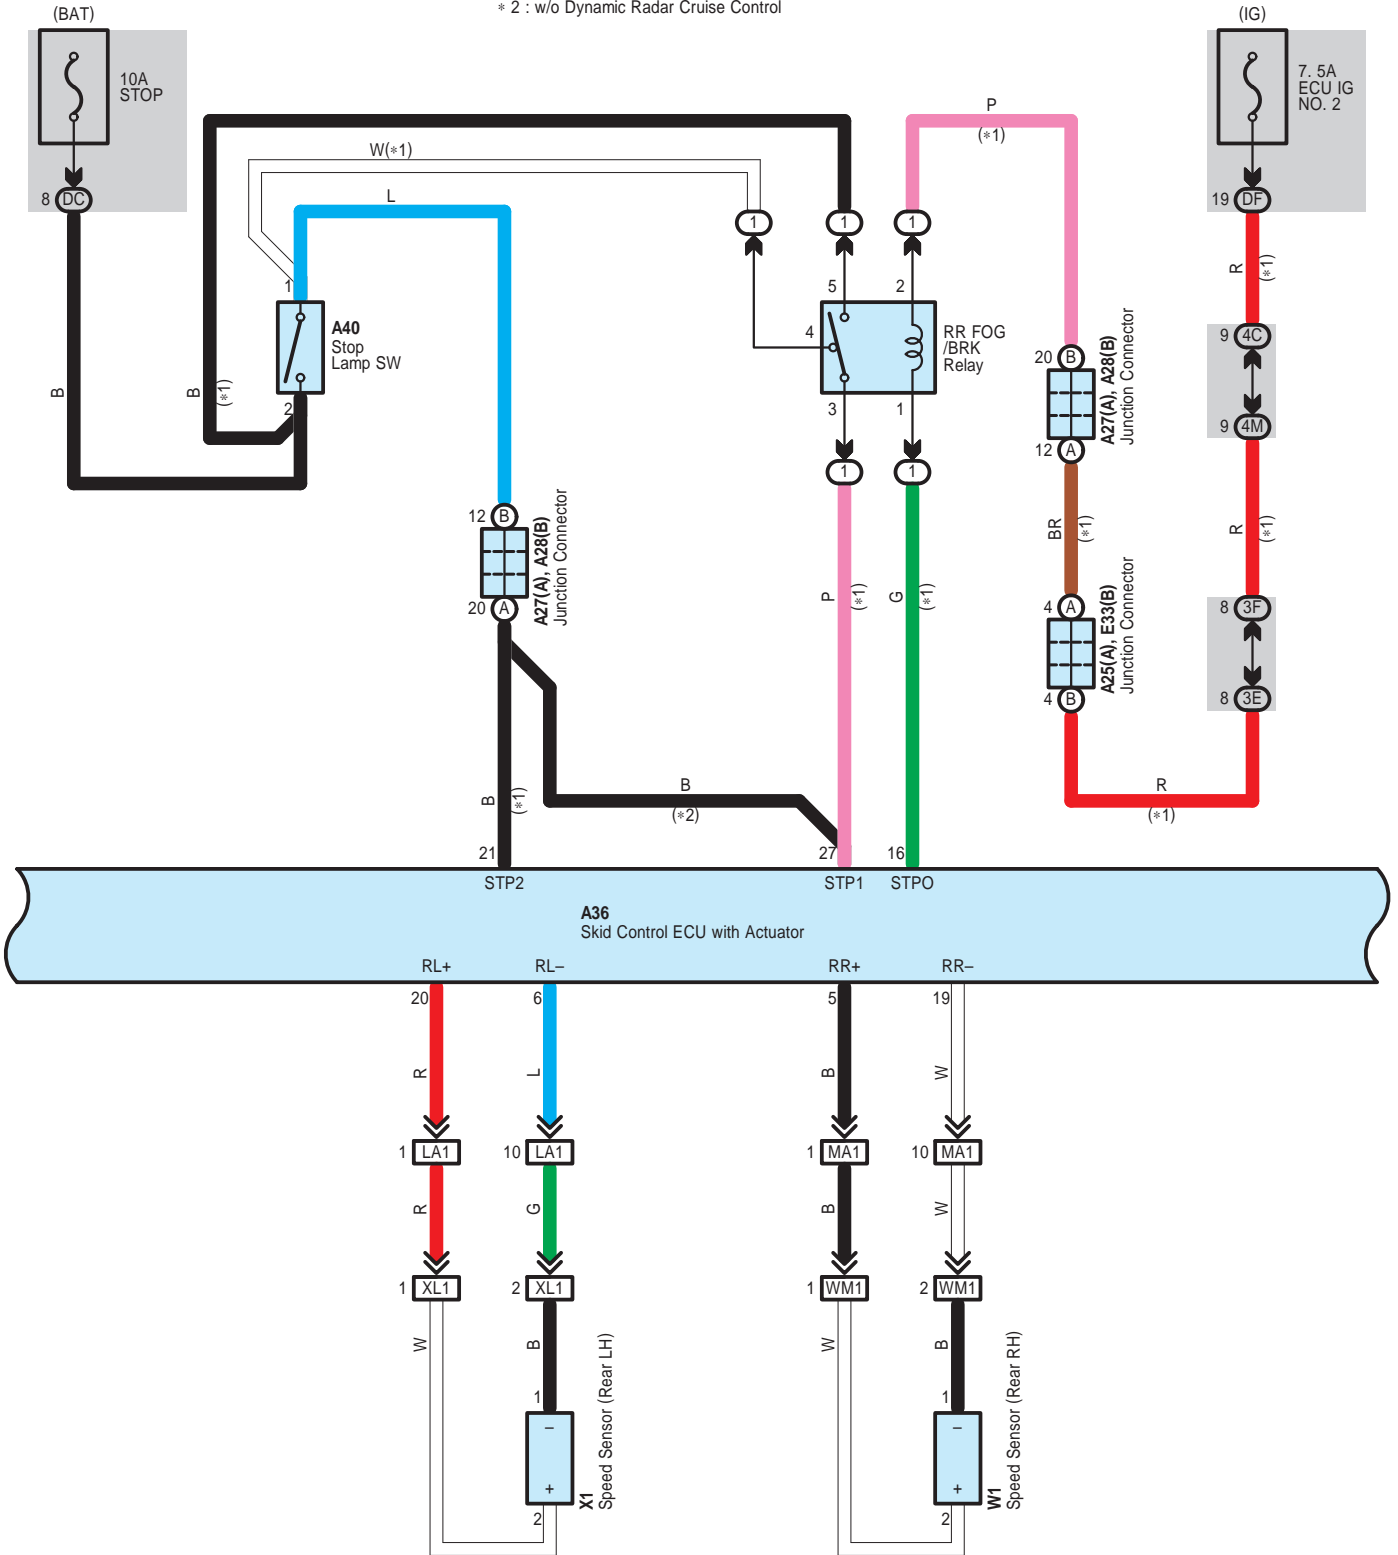 ∗ 2 : w/o Dynamic Radar Cruise Control
(BAT)
(IG)
10A
STOP
7. 5A
ECU IG
NO. 2
8 DC
19 DF
P
(∗1)
W(∗1)
L
1
1
1
R
(∗1)
1
5
2
A40
Stop
Lamp SW
4
RR FOG
/BRK
Relay
9 4C
20 B
A27(A), A28(B)
Junction Connector
B
B
(∗1)
2
3
1
9 4M
12 A
1
1
12 B
A27(A), A28(B)
Junction Connector
20 A
BR
(∗1)
R
(∗1)
P
(∗1)
G
(∗1)
4 A
A25(A), E33(B)
Junction Connector
4 B
8 3F
8 3E
B
(∗1)
B
(∗2)
R
(∗1)
21
27
16
STP2
STP1
STPO
A36
Skid Control ECU with Actuator
RL+
RL–
RR+
RR–
20
6
5
19
R
L
B
W
1 LA1
10 LA1
1 MA1
10 MA1
R
G
B
W
1 XL1
2 XL1
1 WM1
2 WM1
W
B
W
B
1
1
–
–
+
+
2
2
X1
Speed Sensor (Rear LH)
W1
Speed Sensor (Rear RH)